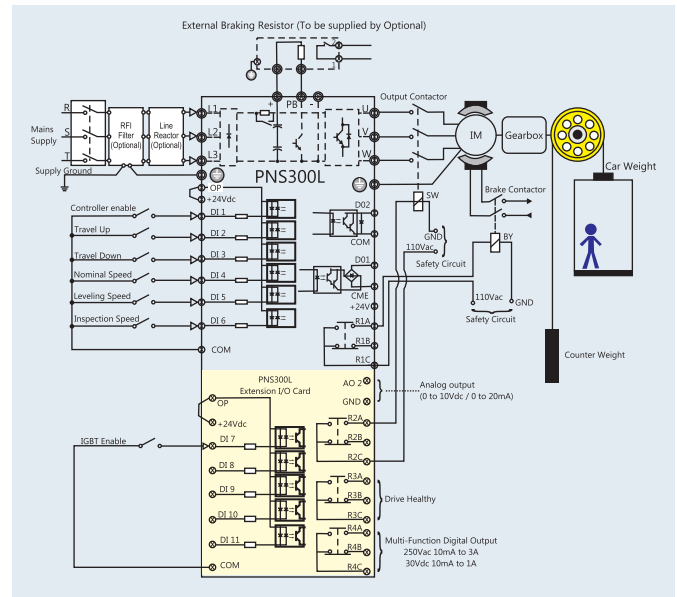 External Braking Resistor (To be supplied by Optional)
2
1
+
PB
-
Output Contactor
R
S
T
Mains
Supply
RFI
Filter
(Optional)
Line
Reactor
(Optional)
L1
L2
L3
U
V
W
IM
Gearbox
Supply Ground
PNS300L
Car Weight
OP
+24Vdc
Controller enable
DI 1
Travel Up
DI 2
Travel Down
DI 3
Nominal Speed
DI 4
Leveling Speed
DI 5
Inspection Speed
DI 6
COM
D02
COM
D01
CME
+24V
R1A
R1B
R1C
SW
GND
110Vac
Safety Circuit
Brake Contactor
BY
110Vac
GND
Safety Circuit
Counter Weight
PNS300L
Extension I/O Card
OP
+24Vdc
IGBT Enable
DI 7
DI 8
DI 9
DI 10
DI 11
COM
AO 2
GND
Analog output
(0 to 10Vdc / 0 to 20mA)
R2A
R2B
R2C
R3A
R3B
R3C
Drive Healthy
R4A
R4B
R4C
Multi-Function Digital Output
250Vac 10mA to 3A
30Vdc 10mA to 1A